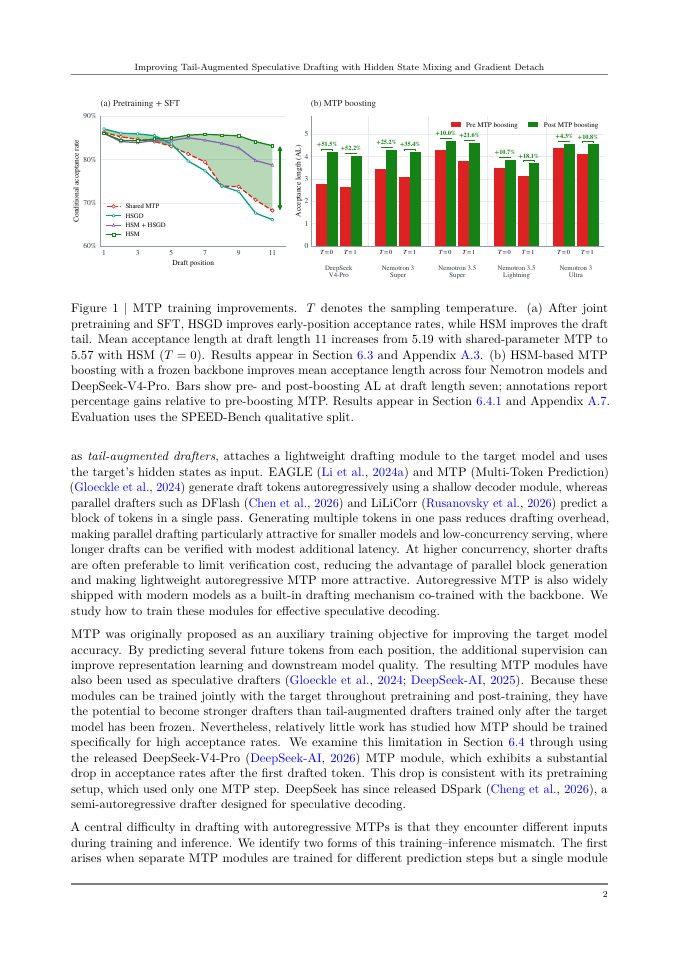 Improving Tail-Augmented Speculative Drafting with Hidden State Mixing and Gradient Detach
(a) Pretraining + SFT
90%
80%
70%
60%
Conditional acceptance rate
Shared MTP
HSGD
HSM + HSGD
HSM
1 3 5 7 9 11
Draft position
(b) MTP boosting
Pre MTP boosting Post MTP boosting
Acceptance length (AL)
5
4
3
2
1
0
+51.5% +52.2% +25.2% +35.4% +10.0% +21.6% +10.7% +18.1% +4.3% +10.8%
T=0 T=1 T=0 T=1 T=0 T=1 T=0 T=1 T=0 T=1
DeepSeek Nemotron 3 Nemotron 3.5 Nemotron 3.5 Nemotron 3
V4-Pro Super Super Lightning Ultra
Figure 1 | MTP training improvements. T denotes the sampling temperature. (a) After joint
pretraining and SFT, HSGD improves early-position acceptance rates, while HSM improves the draft
tail. Mean acceptance length at draft length 11 increases from 5.19 with shared-parameter MTP to
5.57 with HSM (T = 0). Results appear in Section 6.3 and Appendix A.3. (b) HSM-based MTP
boosting with a frozen backbone improves mean acceptance length across four Nemotron models and
DeepSeek-V4-Pro. Bars show pre- and post-boosting AL at draft length seven; annotations report
percentage gains relative to pre-boosting MTP. Results appear in Section 6.4.1 and Appendix A.7.
Evaluation uses the SPEED-Bench qualitative split.
as tail-augmented drafters, attaches a lightweight drafting module to the target model and uses
the target's hidden states as input. EAGLE (Li et al., 2024a) and MTP (Multi-Token Prediction)
(Gloeckle et al., 2024) generate draft tokens autoregressively using a shallow decoder module, whereas
parallel drafters such as DFlash (Chen et al., 2026) and LiLiCorr (Rusanovsky et al., 2026) predict a
block of tokens in a single pass. Generating multiple tokens in one pass reduces drafting overhead,
making parallel drafting particularly attractive for smaller models and low-concurrency serving, where
longer drafts can be verified with modest additional latency. At higher concurrency, shorter drafts
are often preferable to limit verification cost, reducing the advantage of parallel block generation
and making lightweight autoregressive MTP more attractive. Autoregressive MTP is also widely
shipped with modern models as a built-in drafting mechanism co-trained with the backbone. We
study how to train these modules for effective speculative decoding.
MTP was originally proposed as an auxiliary training objective for improving the target model
accuracy. By predicting several future tokens from each position, the additional supervision can
improve representation learning and downstream model quality. The resulting MTP modules have
also been used as speculative drafters (Gloeckle et al., 2024; DeepSeek-AI, 2025). Because these
modules can be trained jointly with the target throughout pretraining and post-training, they have
the potential to become stronger drafters than tail-augmented drafters trained only after the target
model has been frozen. Nevertheless, relatively little work has studied how MTP should be trained
specifically for high acceptance rates. We examine this limitation in Section 6.4 through using
the released DeepSeek-V4-Pro (DeepSeek-AI, 2026) MTP module, which exhibits a substantial
drop in acceptance rates after the first drafted token. This drop is consistent with its pretraining
setup, which used only one MTP step. DeepSeek has since released DSpark (Cheng et al., 2026), a
semi-autoregressive drafter designed for speculative decoding.
A central difficulty in drafting with autoregressive MTPs is that they encounter different inputs
during training and inference. We identify two forms of this training–inference mismatch. The first
arises when separate MTP modules are trained for different prediction steps but a single module
2